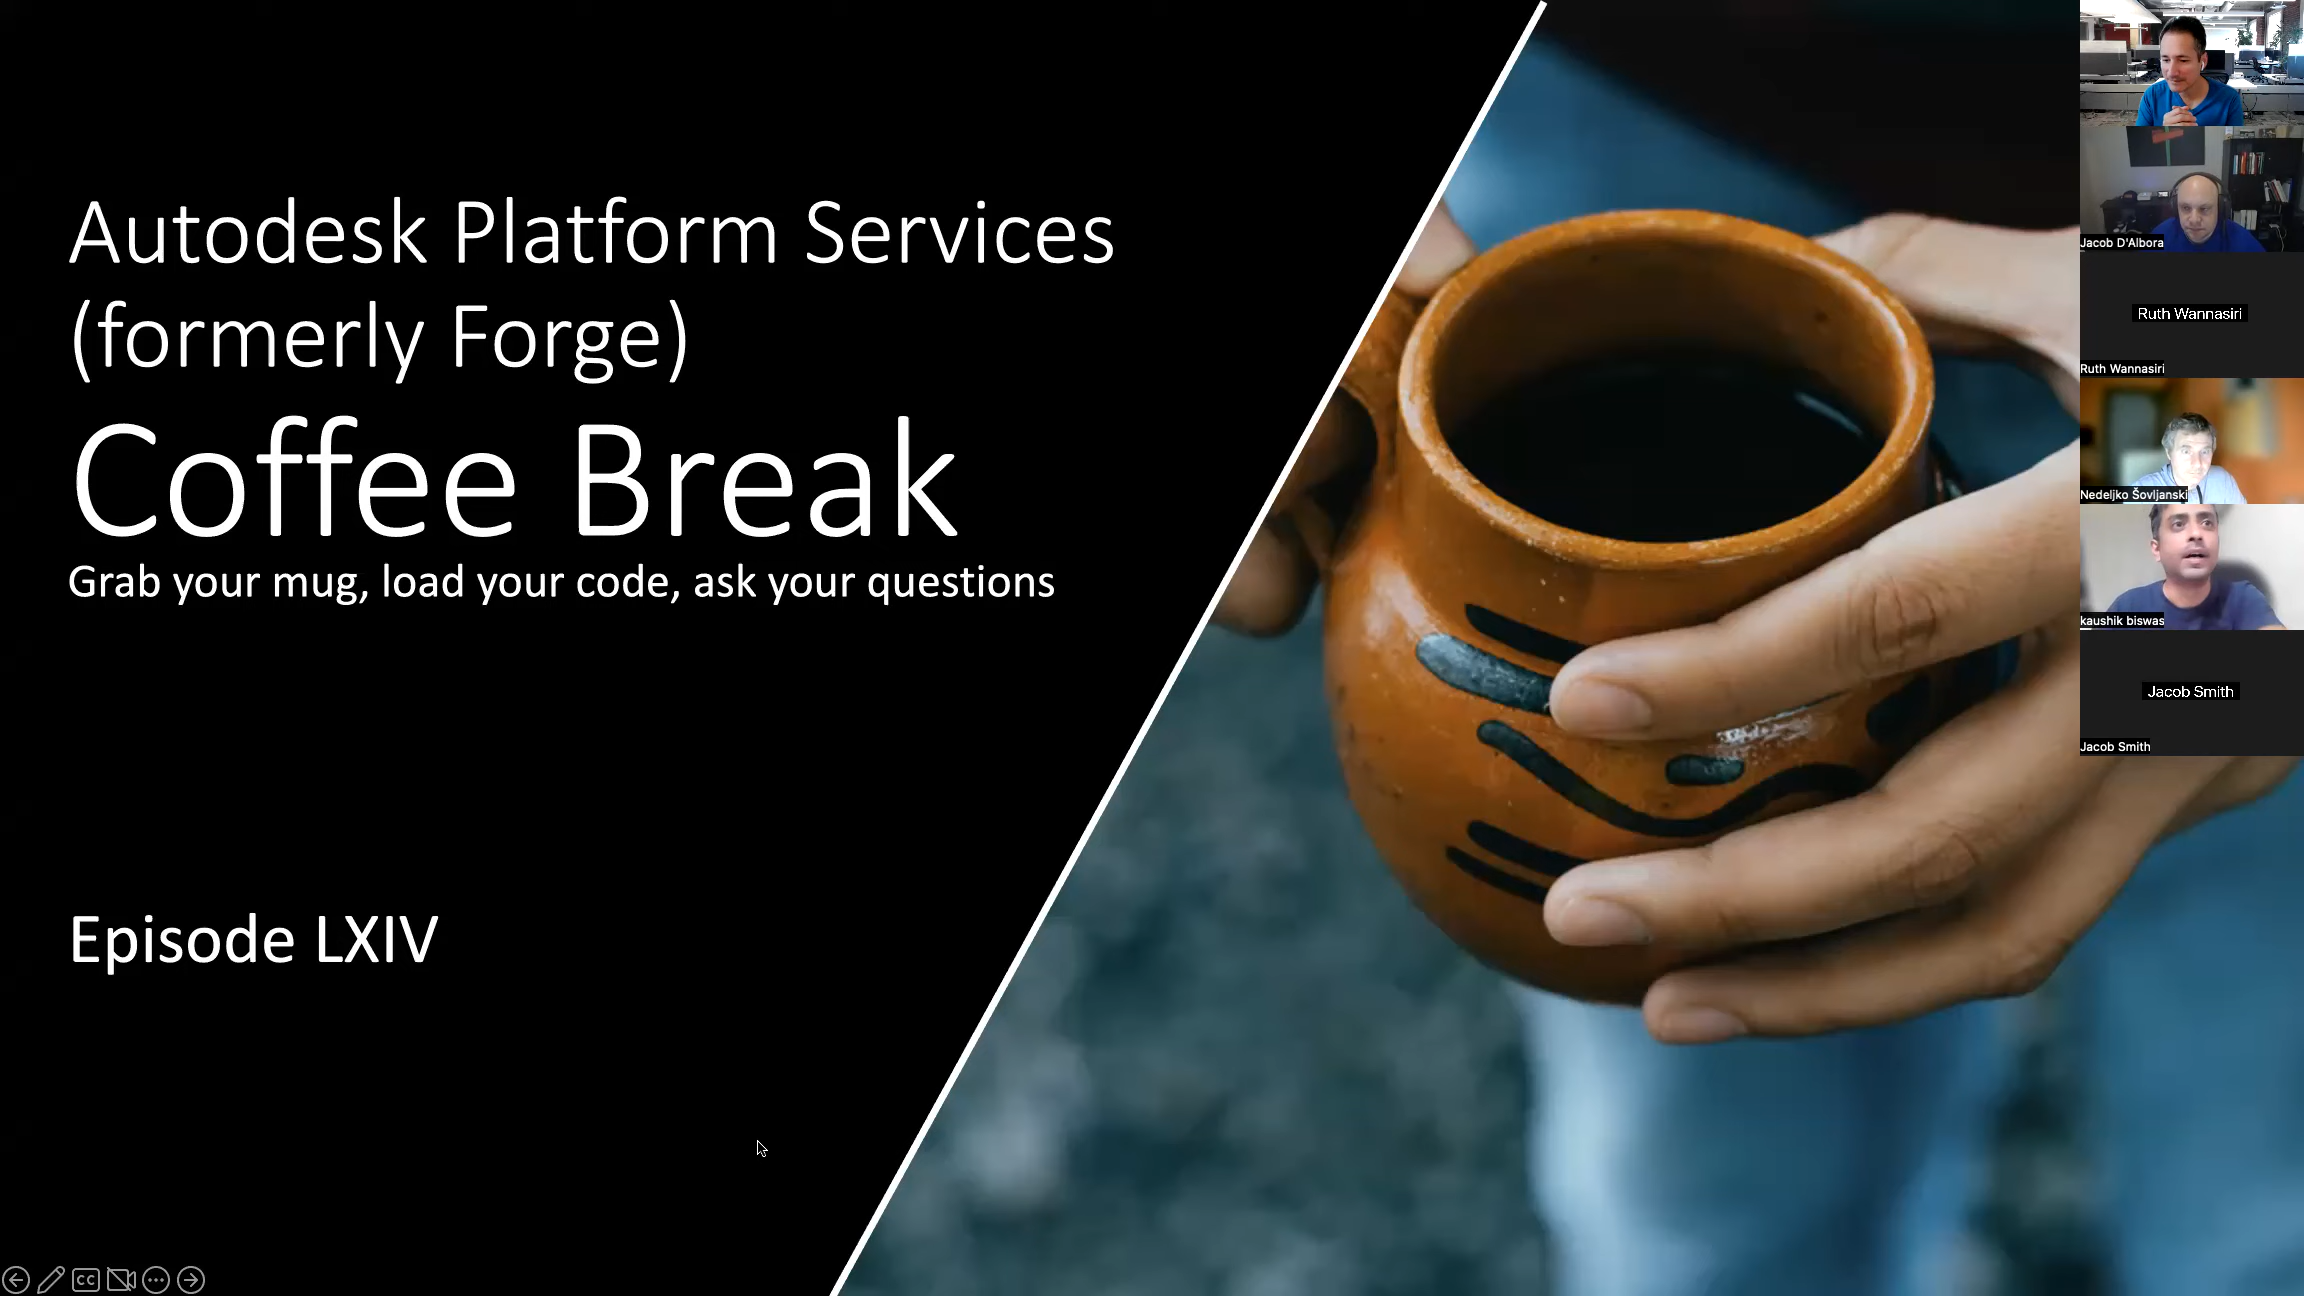 Autodesk Platform Services
(formerly Forge)
Coffee Break
Grab your mug, load your code, ask your questions
Episode LXIV
CC
Jacob D'Albora
Ruth Wannasiri
Ruth Wannasiri
Nedeljko Šovljanski
kaushik biswas
Jacob Smith
Jacob Smith